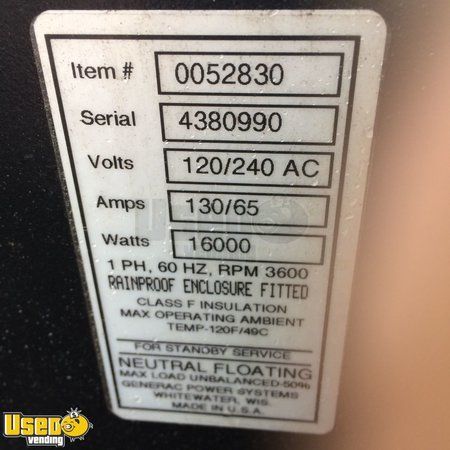 Item # 0052830
Serial 4380990
Volts 120/240 AC
Amps 130/65
Watts 16000
1 PH, 60 HZ, RPM 3600
RAINPROOF ENCLOSURE FITTED
CLASS F INSULATION
MAX OPERATING AMBIENT
TEMP-120F/49C
FOR STANDBY SERVICE
NEUTRAL FLOATING
MAX LOAD UNBALANCED-50%
GENERAC POWER SYSTEMS
WHITEWATER, WIS.
MADE IN U.S.A.
USED
vending